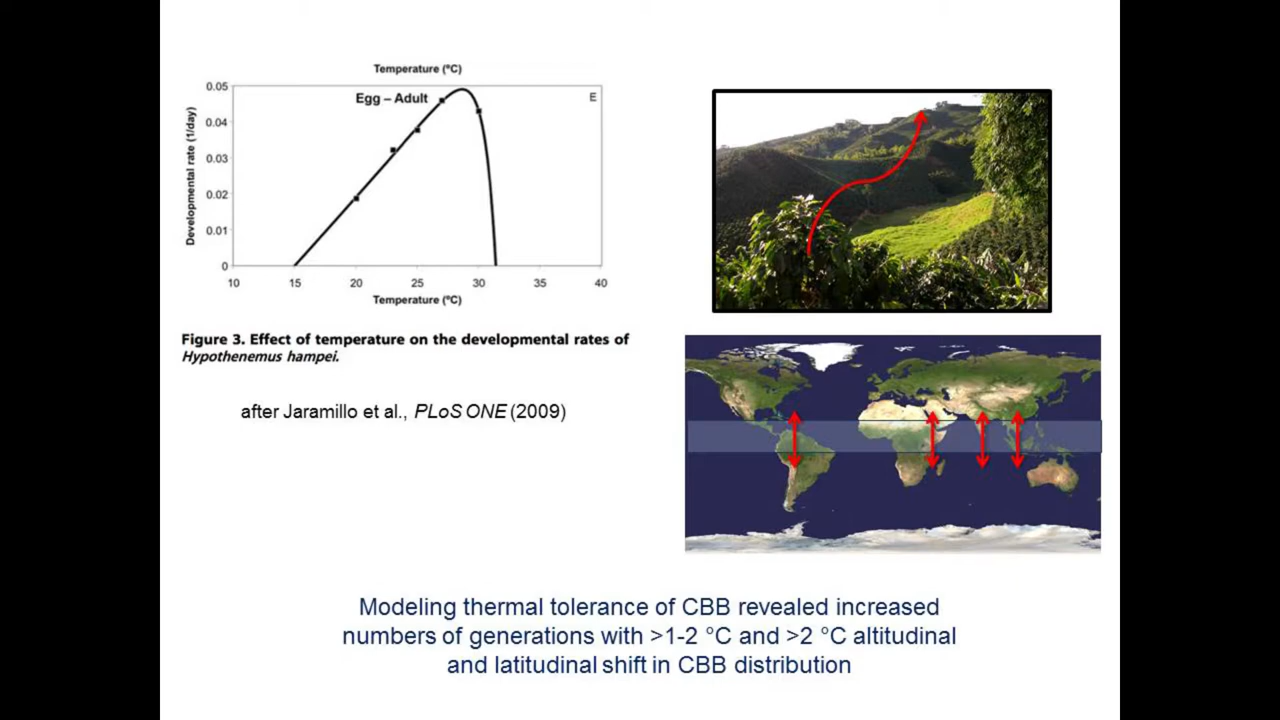 Temperature (ºC)
0.05
0.04
0.03
0.02
0.01
0
Developmental rate (1/day)
Egg – Adult
E
10 15 20 25 30 35 40
Temperature (ºC)
Figure 3. Effect of temperature on the developmental rates of
Hypothenemus hampei.
after Jaramillo et al., PLoS ONE (2009)
Modeling thermal tolerance of CBB revealed increased
numbers of generations with >1-2 °C and >2 °C altitudinal
and latitudinal shift in CBB distribution